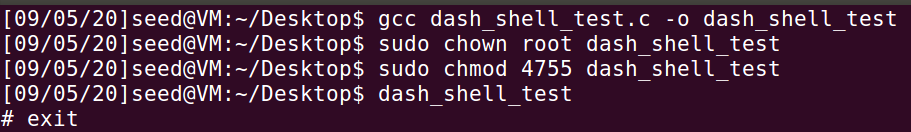 [09/05/20]seed@VM:~/Desktop$ gcc dash_shell_test.c -o dash_shell_test
[09/05/20]seed@VM:~/Desktop$ sudo chown root dash_shell_test
[09/05/20]seed@VM:~/Desktop$ sudo chmod 4755 dash_shell_test
[09/05/20]seed@VM:~/Desktop$ dash_shell_test
# exit